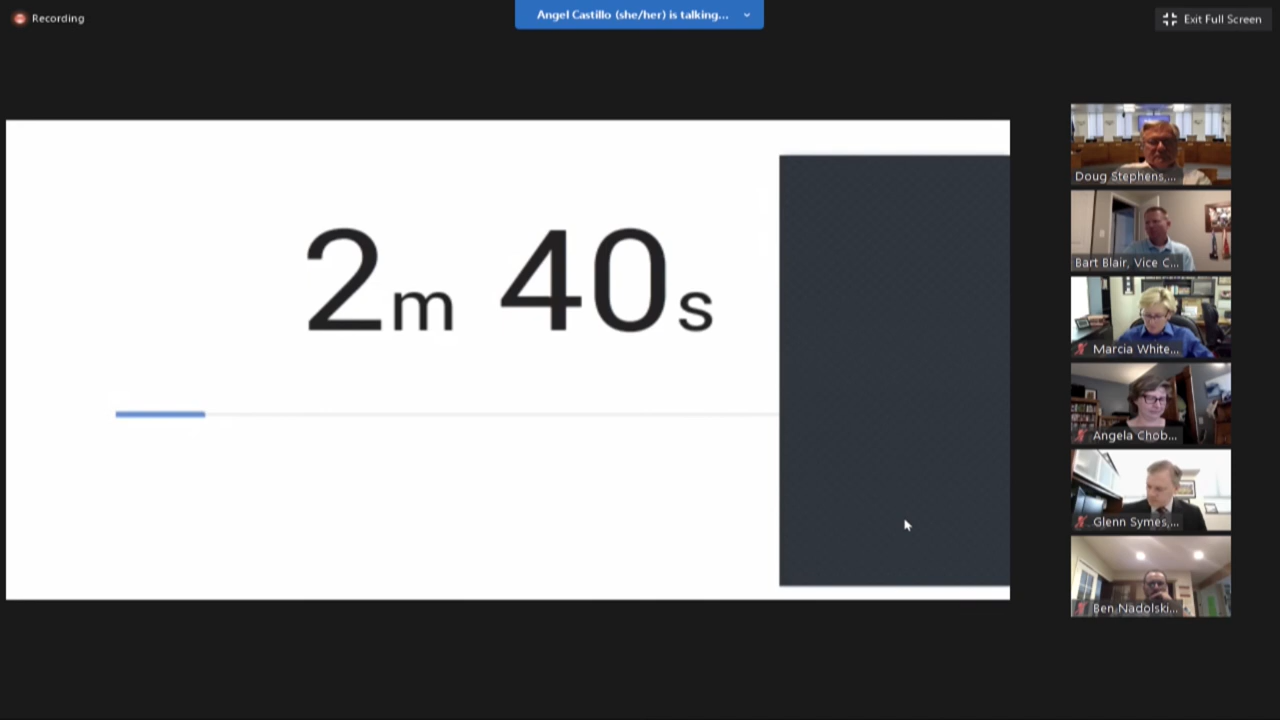 Recording
Angel Castillo (she/her) is talking...
Exit Full Screen
2m 40s
Doug Stephens,...
Bart Blair, Vice C...
Marcia White...
Angela Chob...
Glenn Symes,...
Ben Nadolski...